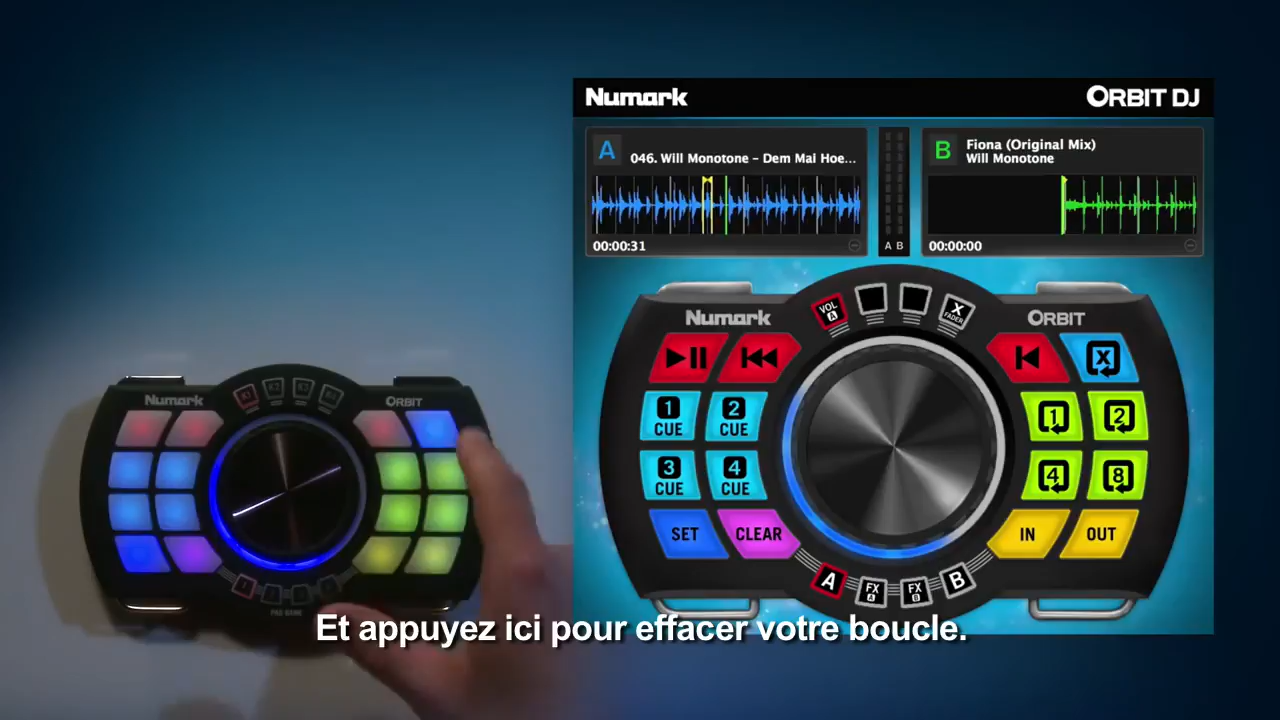 Numark
ORBIT DJ
A
046. Will Monotone – Dem Mai Hoe...
00:00:31
A B
B
Fiona (Original Mix)
Will Monotone
00:00:00
Numark
VOL A
X FADER
ORBIT
X
1 CUE
2 CUE
1
2
3 CUE
4 CUE
4
8
SET
CLEAR
IN
OUT
A
FX A
FX B
B
Numark
K1
K2
K3
K4
ORBIT
PAD BANK
Et appuyez ici pour effacer votre boucle.